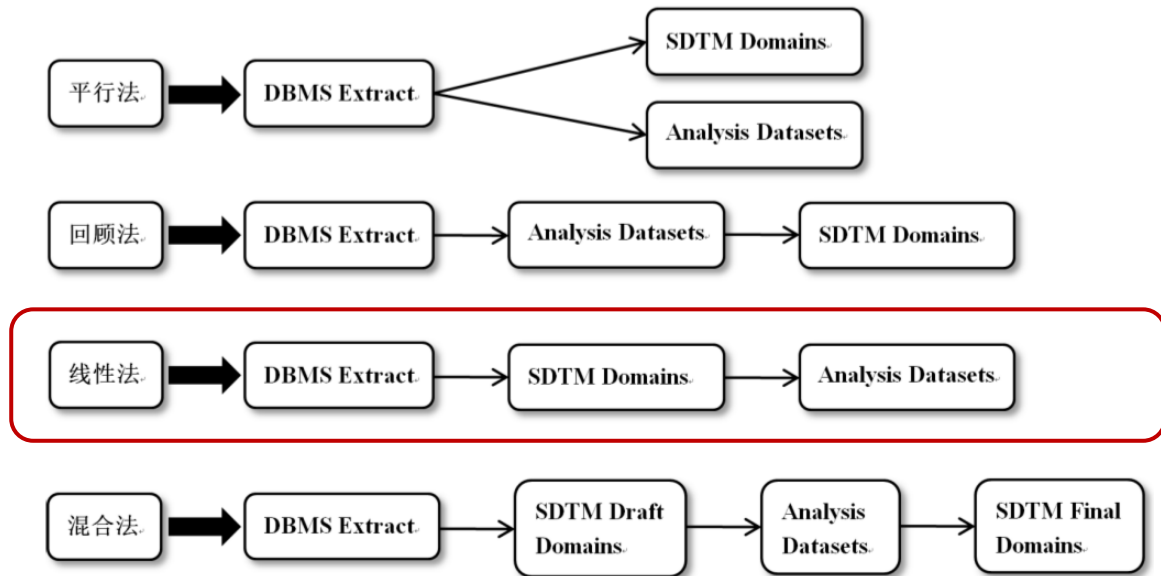 SDTM Domains
平行法
DBMS Extract
Analysis Datasets
回顾法
DBMS Extract
Analysis Datasets
SDTM Domains
线性法
DBMS Extract
SDTM Domains
Analysis Datasets
混合法
DBMS Extract
SDTM Draft
Domains
Analysis
Datasets
SDTM Final
Domains